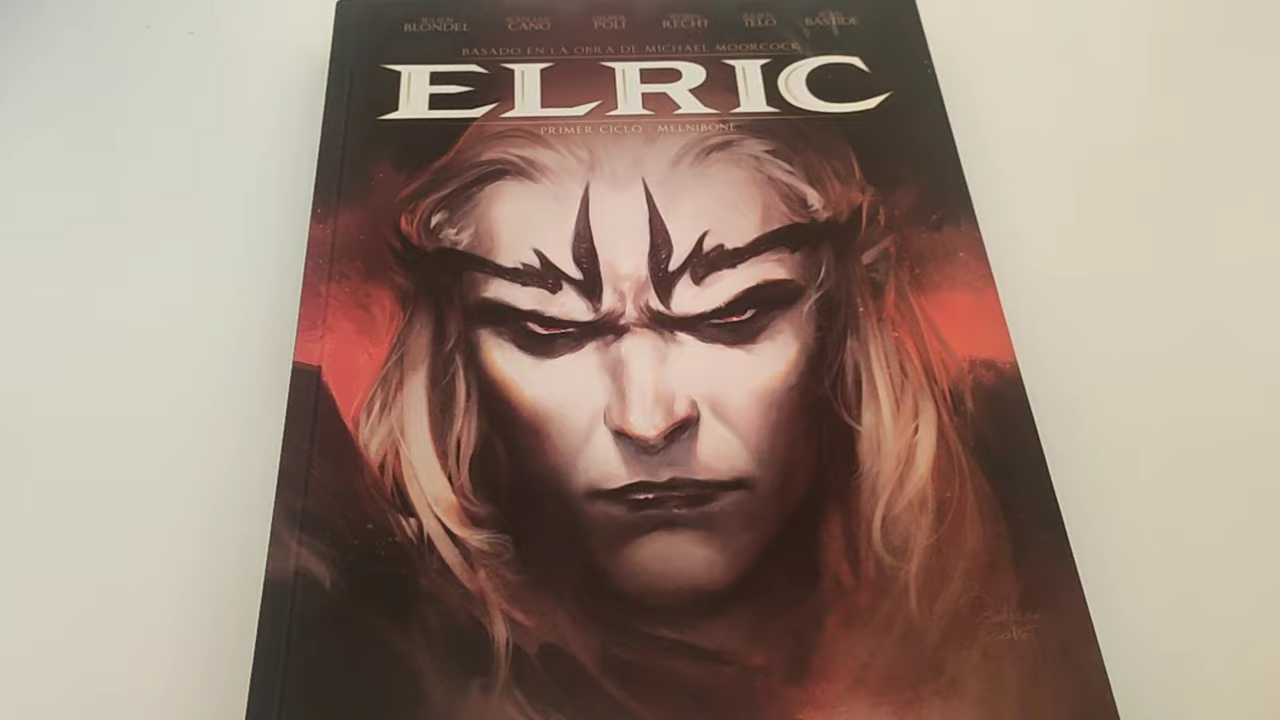 BLONDEL CANO POLI RECHT TELO BASTIDE
BASADO EN LA OBRA DE MICHAEL MOORCOCK
ELRIC
PRIMER CICLO - MELNIBONÉ